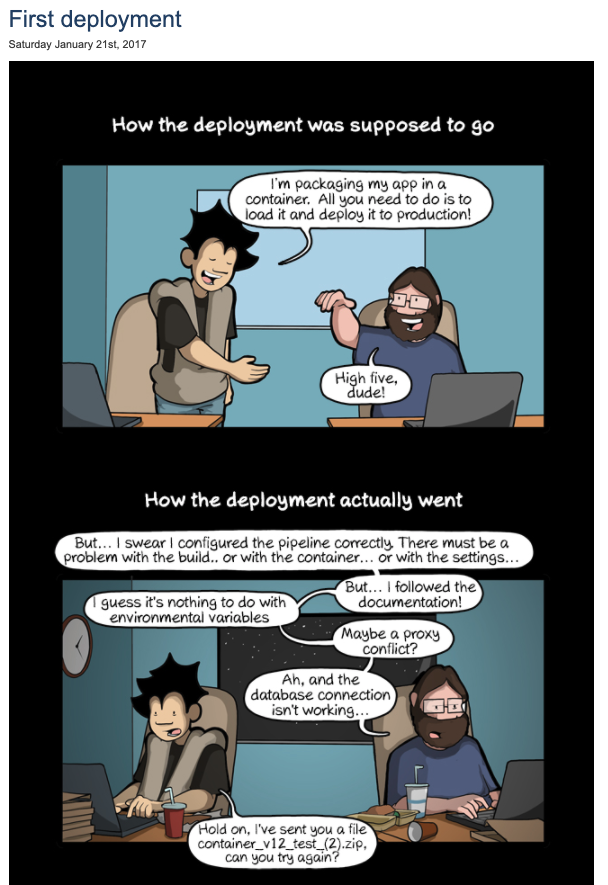 First deployment
Saturday January 21st, 2017
How the deployment was supposed to go
I'm packaging my app in a
container. All you need to do is to
load it and deploy it to production!
High five,
dude!
How the deployment actually went
But... I swear I configured the pipeline correctly. There must be a
problem with the build.. or with the container... or with the settings...
But... I followed the
documentation!
I guess it's nothing to do with
environmental variables
Maybe a proxy
conflict?
Ah, and the
database connection
isn't working...
Hold on, I've sent you a file
container_v12_test_(2).zip,
can you try again?